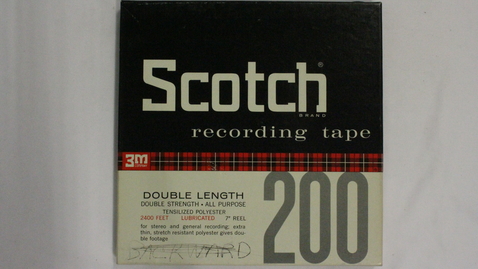 Scotch®
BRAND
recording tape
3M
DOUBLE LENGTH
DOUBLE STRENGTH • ALL PURPOSE
TENSILIZED POLYESTER
2400 FEET LUBRICATED 7" REEL
for stereo and general recording: extra
thin, stretch resistant polyester gives dou-
ble footage
BACKWARD
200